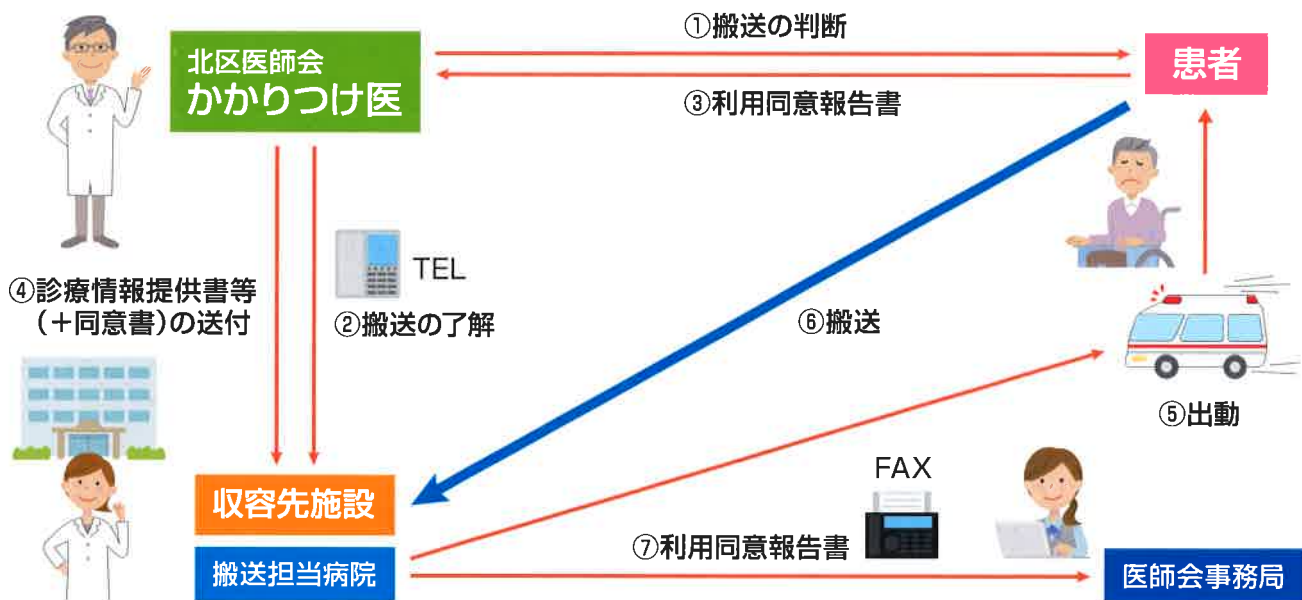 ①搬送の判断
北区医師会
かかりつけ医
患者
③利用同意報告書
TEL
④診療情報提供書等
(+同意書)の送付
②搬送の了解
⑥搬送
⑤出動
FAX
収容先施設
⑦利用同意報告書
搬送担当病院
医師会事務局